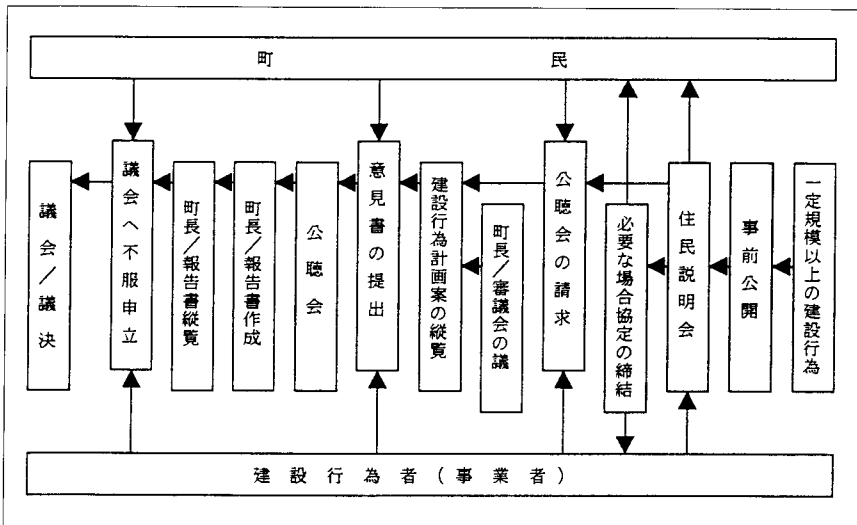 町民
一定規模以上の建設行為
事前公開
住民説明会
必要な場合協定の締結
公聴会の請求
町長／審議会の議
建設行為計画案の縦覧
意見書の提出
公聴会
町長／報告書作成
町長／報告書縦覧
議会へ不服申立
議会／議決
建設行為者（事業者）